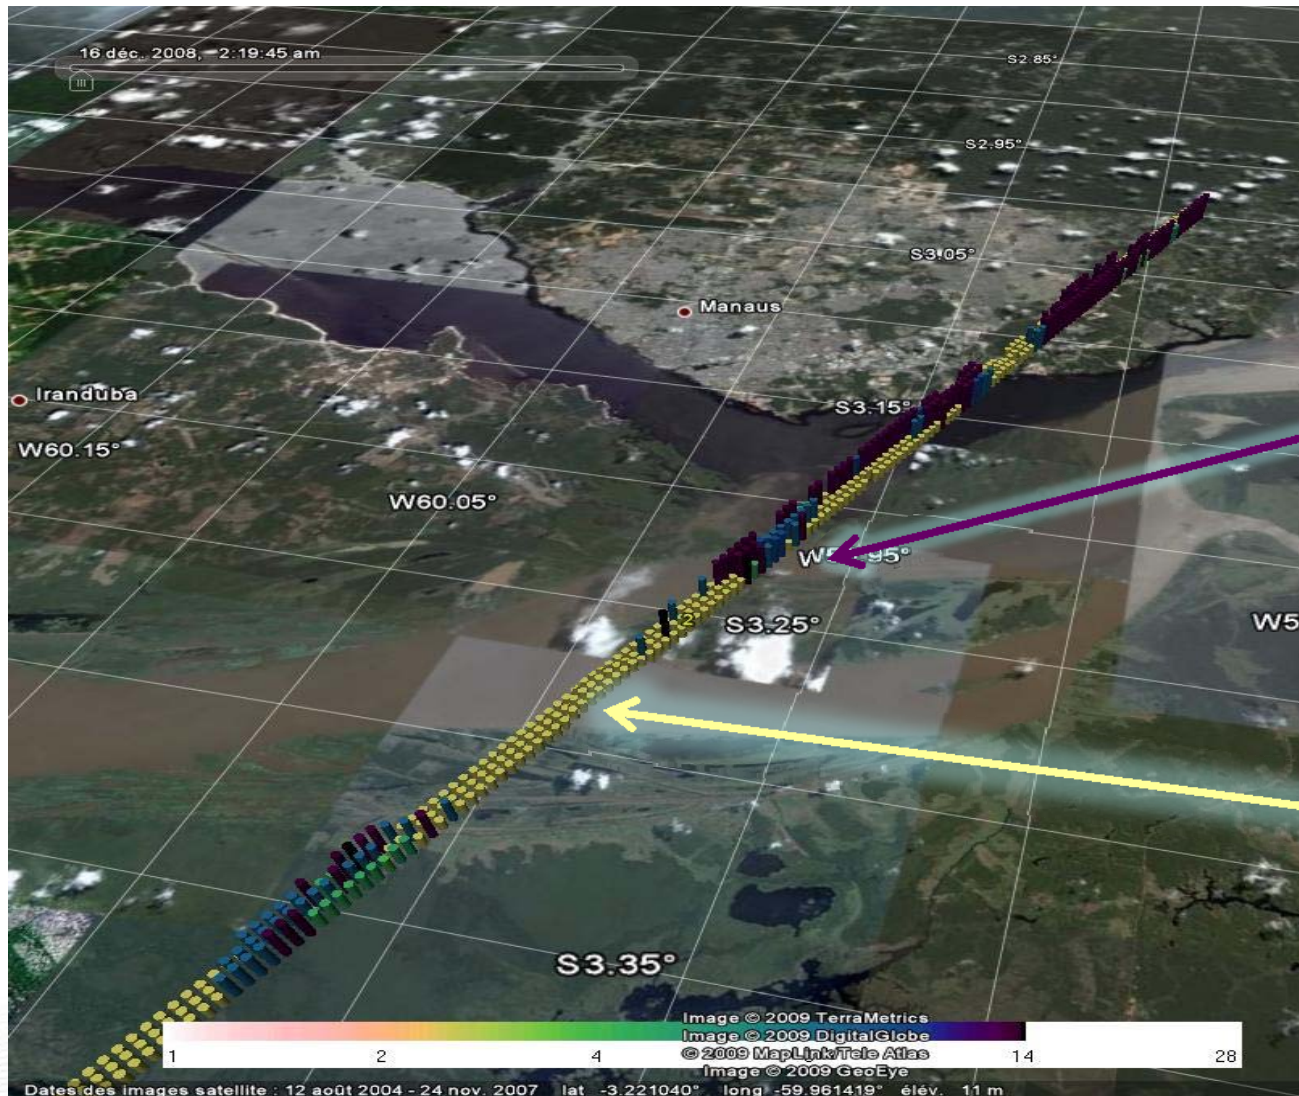 16 déc. 2008, 2:19:45 am
S2.85°
S2.95°
S3.05°
Manaus
Iranduba
S3.15°
W60.15°
W60.05°
S3.25°
2
S3.35°
Image © 2009 TerraMetrics
Image © 2009 DigitalGlobe
© 2009 MapLink/Tele Atlas
Image © 2009 GeoEye
1 2 4 14 28
Dates des images satellite : 12 août 2004 - 24 nov. 2007 lat -3.221040° long -59.961419° élév. 11 m